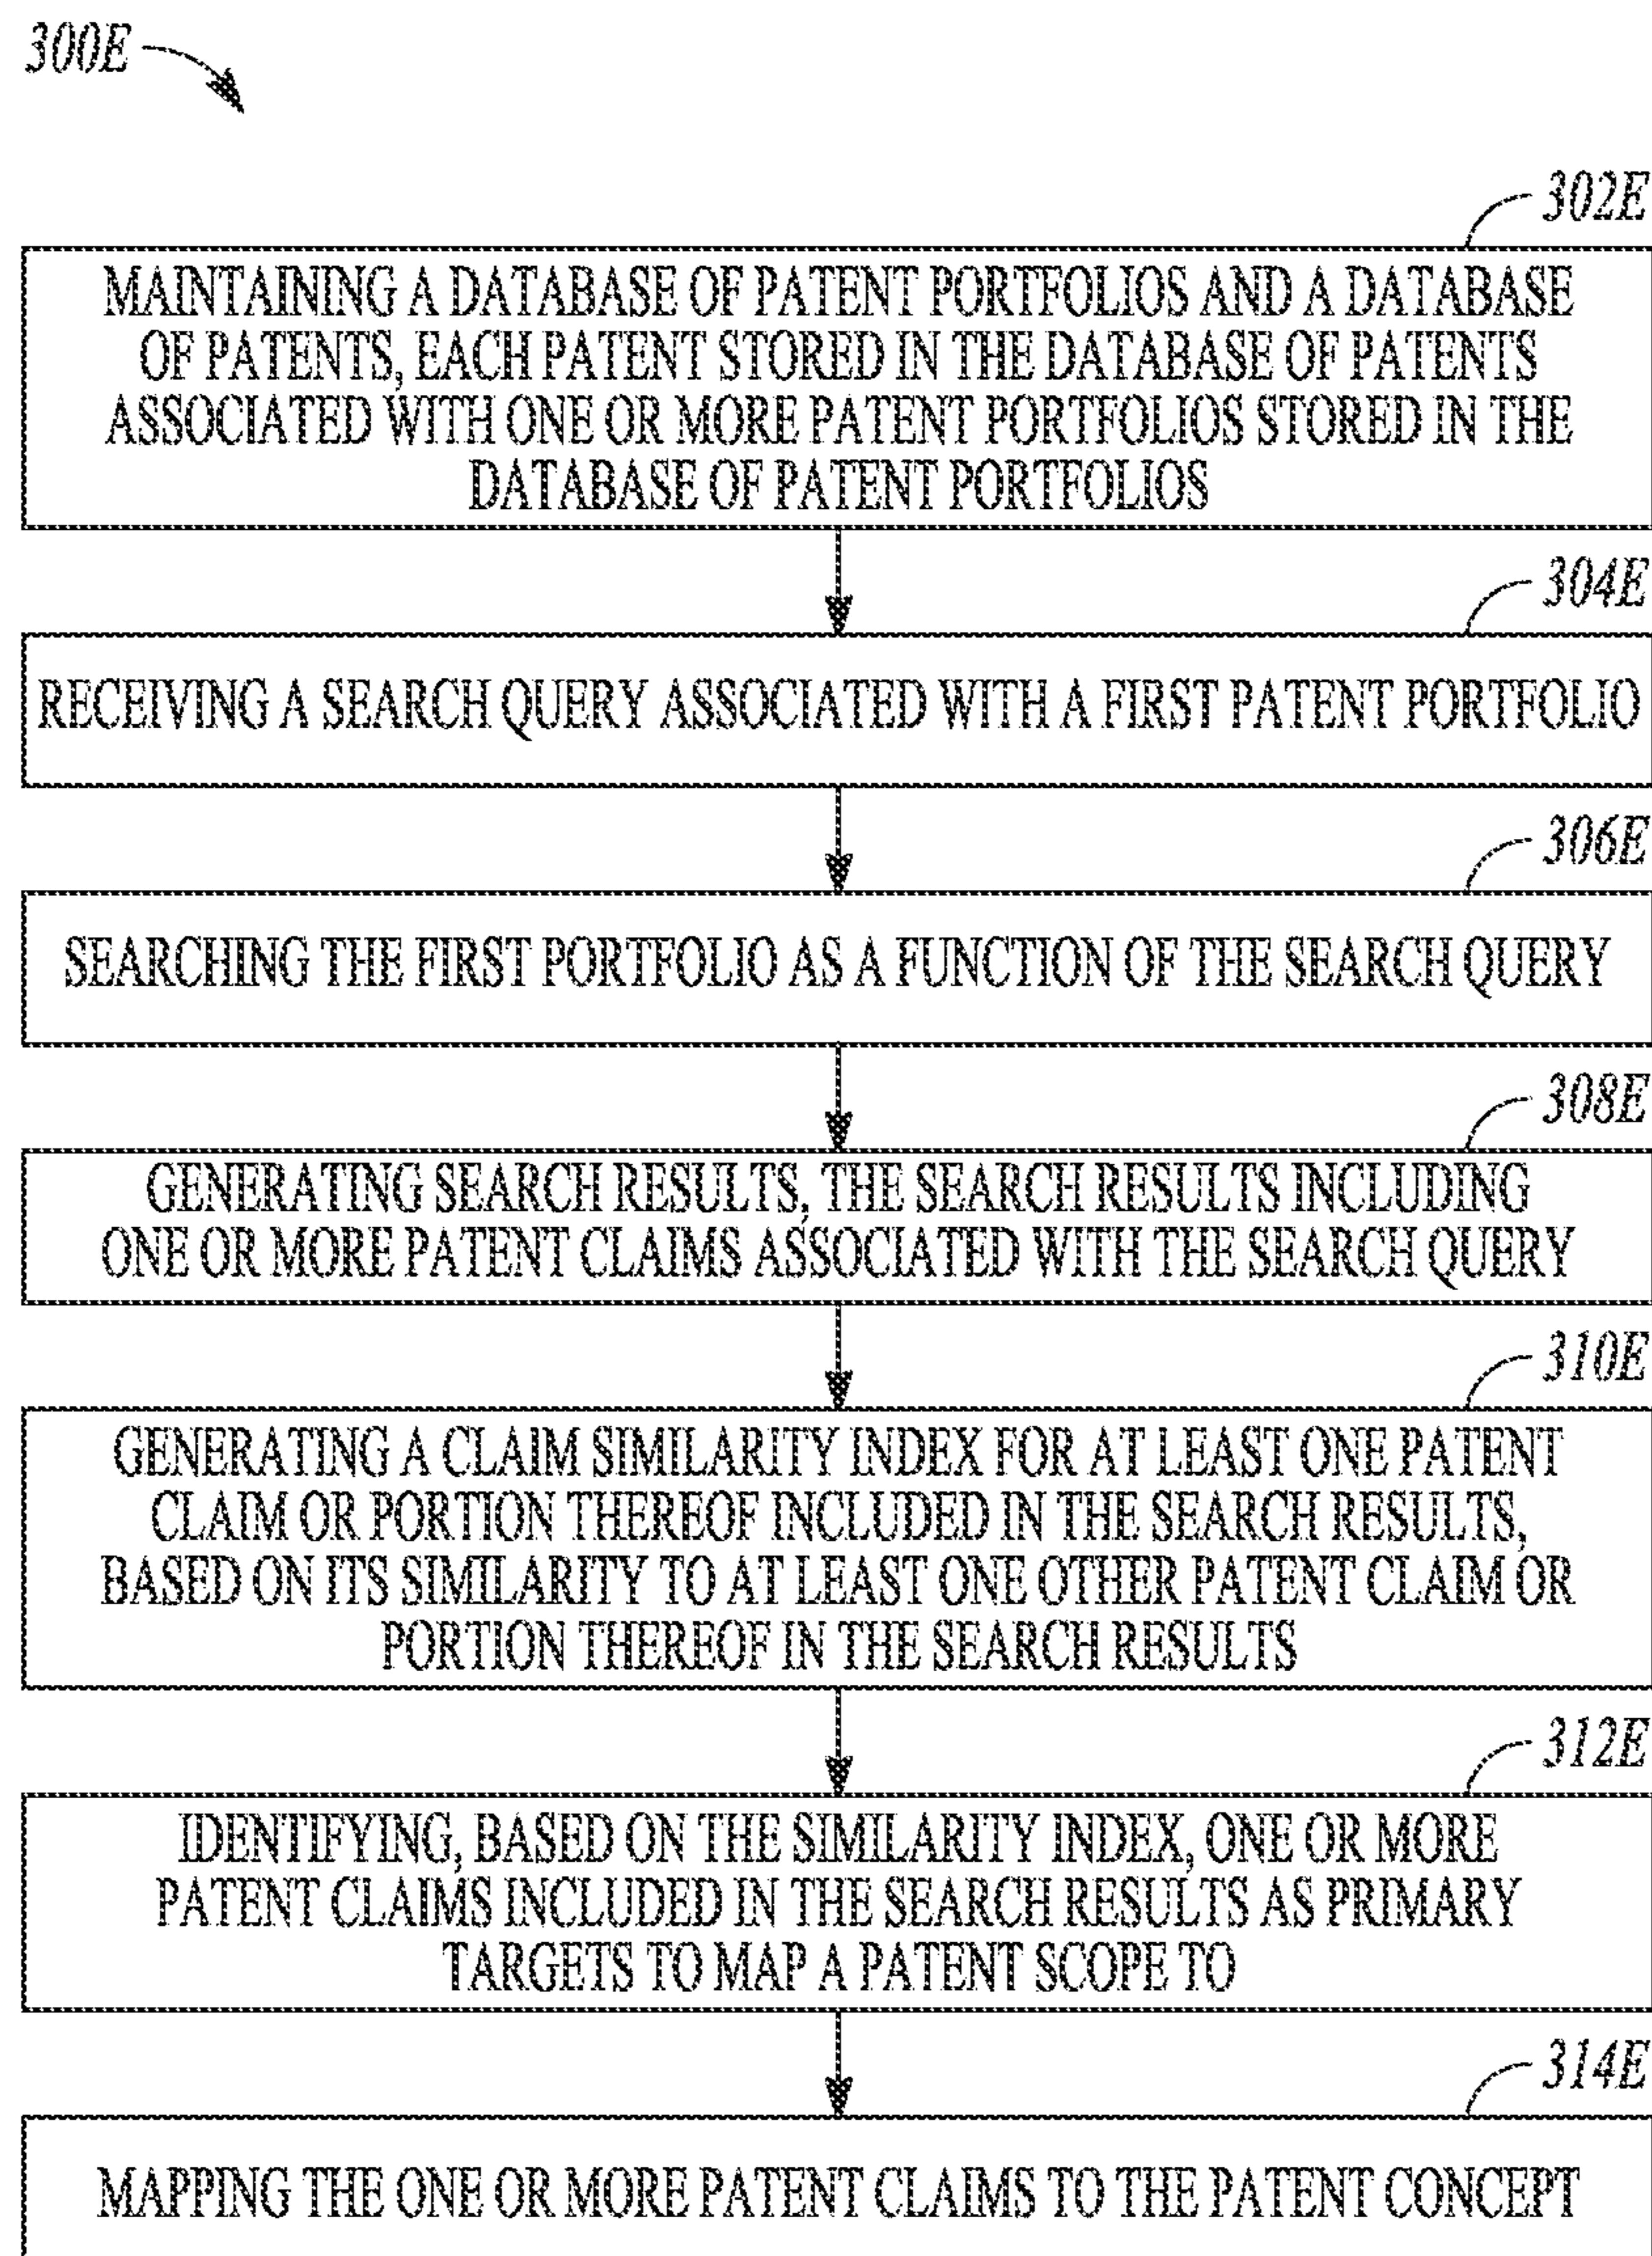 300E
302E
MAINTAINING A DATABASE OF PATENT PORTFOLIOS AND A DATABASE
OF PATENTS, EACH PATENT STORED IN THE DATABASE OF PATENTS
ASSOCIATED WITH ONE OR MORE PATENT PORTFOLIOS STORED IN THE
DATABASE OF PATENT PORTFOLIOS
304E
RECEIVING A SEARCH QUERY ASSOCIATED WITH A FIRST PATENT PORTFOLIO
306E
SEARCHING THE FIRST PORTFOLIO AS A FUNCTION OF THE SEARCH QUERY
308E
GENERATING SEARCH RESULTS, THE SEARCH RESULTS INCLUDING
ONE OR MORE PATENT CLAIMS ASSOCIATED WITH THE SEARCH QUERY
310E
GENERATING A CLAIM SIMILARITY INDEX FOR AT LEAST ONE PATENT
CLAIM OR PORTION THEREOF INCLUDED IN THE SEARCH RESULTS,
BASED ON ITS SIMILARITY TO AT LEAST ONE OTHER PATENT CLAIM OR
PORTION THEREOF IN THE SEARCH RESULTS
312E
IDENTIFYING, BASED ON THE SIMILARITY INDEX, ONE OR MORE
PATENT CLAIMS INCLUDED IN THE SEARCH RESULTS AS PRIMARY
TARGETS TO MAP A PATENT SCOPE TO
314E
MAPPING THE ONE OR MORE PATENT CLAIMS TO THE PATENT CONCEPT